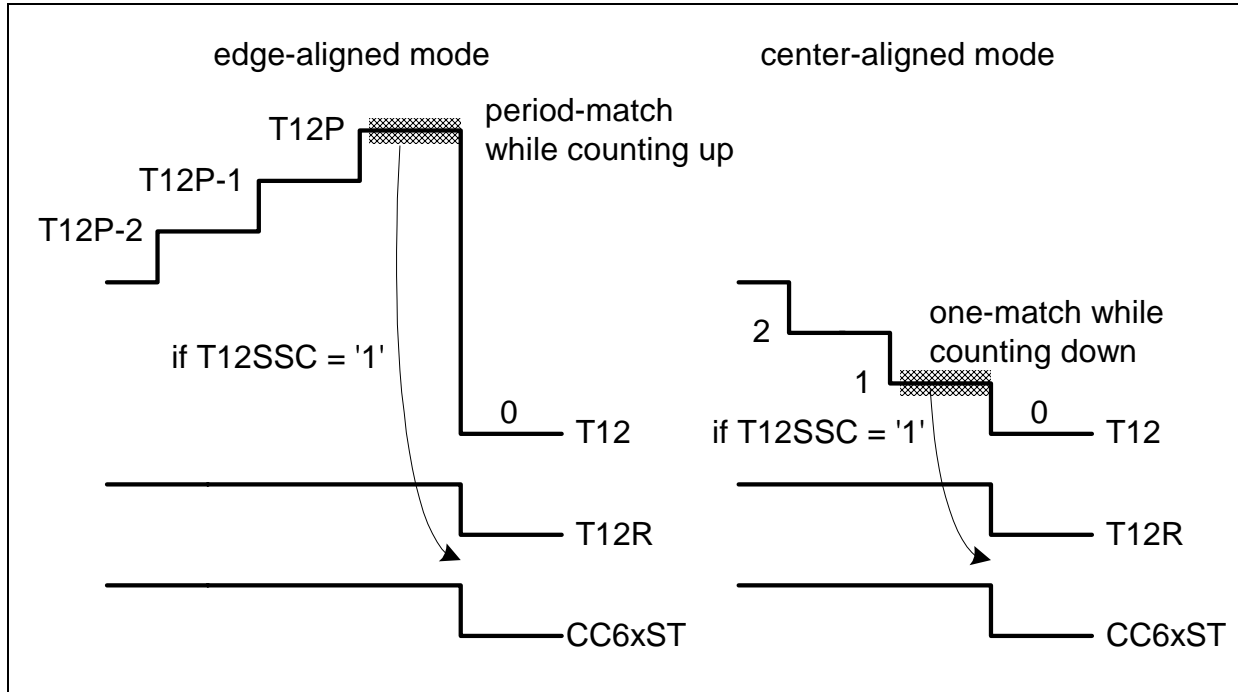 edge-aligned mode
T12P
period-match
while counting up
T12P-1
T12P-2
if T12SSC = '1'
0
T12
T12R
CC6xST
center-aligned mode
2
one-match while
counting down
1
0
if T12SSC = '1'
T12
T12R
CC6xST